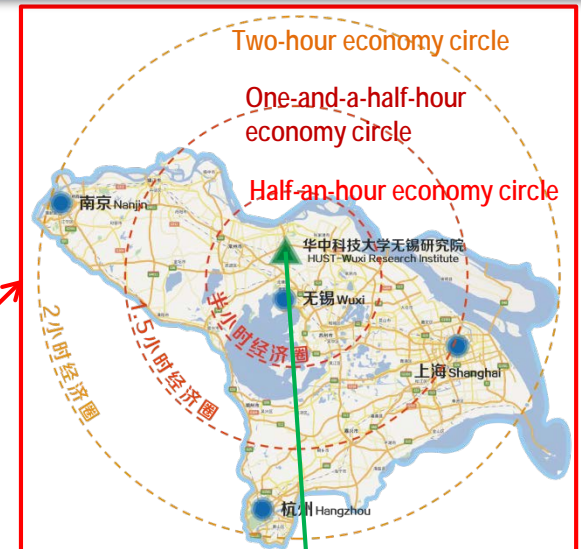 Two-hour economy circle
One-and-a-half-hour
economy circle
Half-an-hour economy circle
南京 Nanjin
华中科技大学无锡研究院
HUST-Wuxi Research Institute
无锡 Wuxi
半小时经济圈
1.5小时经济圈
2小时经济圈
上海 Shanghai
杭州 Hangzhou